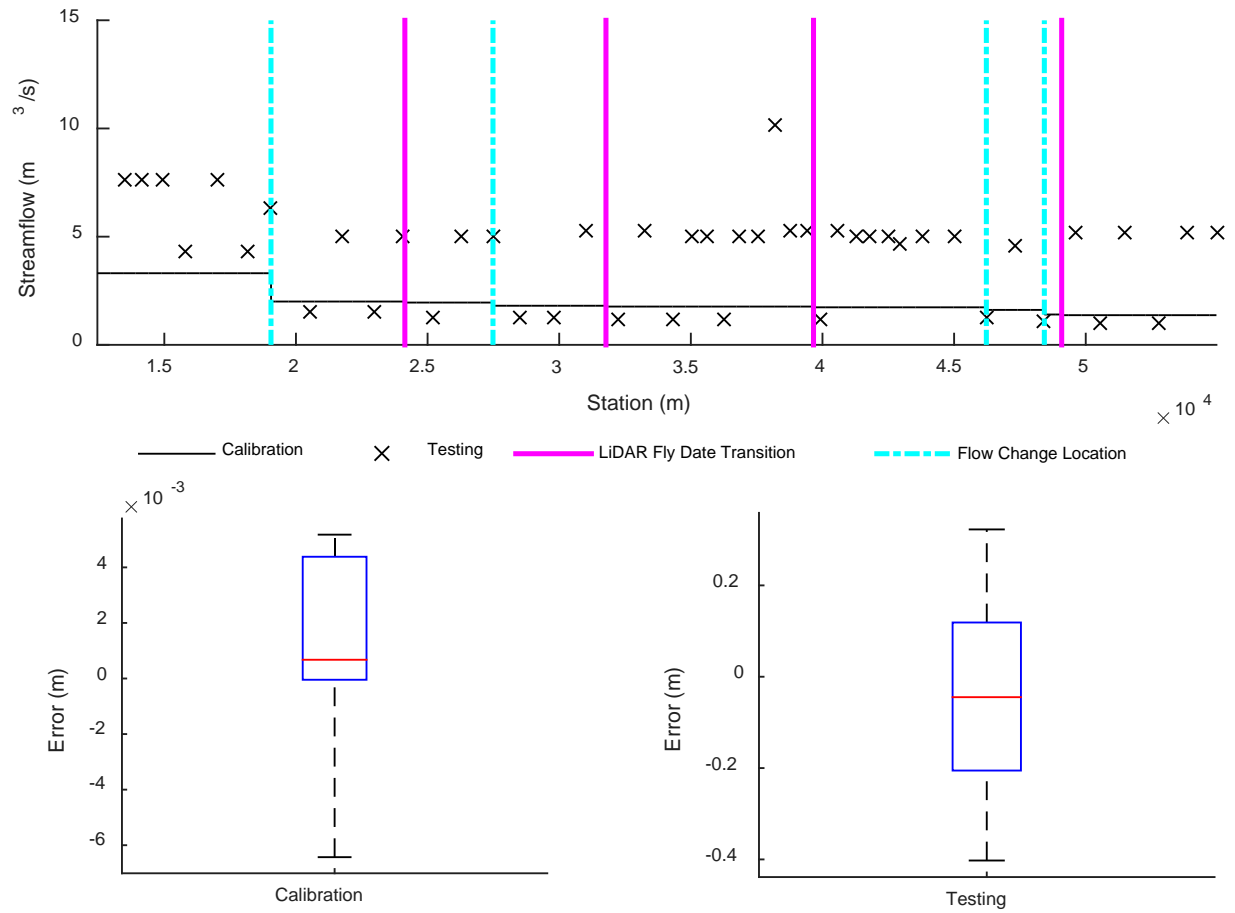 15
10
5
0
Streamflow (m 3 /s)
1.5 2 2.5 3 3.5 4 4.5 5
Station (m)
× 10 4
Calibration × Testing LiDAR Fly Date Transition Flow Change Location
× 10 -3
4
2
0
-2
-4
-6
Error (m)
Calibration
0.2
0
-0.2
-0.4
Error (m)
Testing